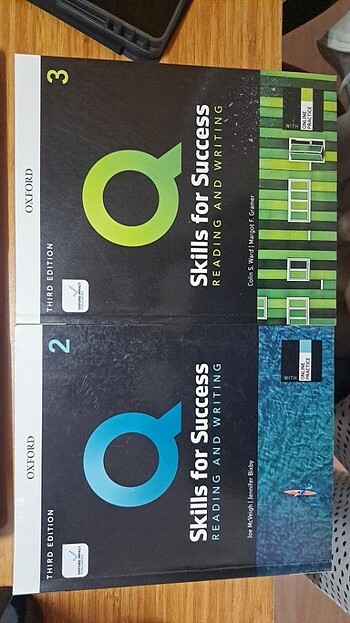 OXFORD
THIRD EDITION
3
Q
Skills for Success
READING AND WRITING
Colin S. Ward | Margot F. Gramer
WITH
ONLINE
PRACTICE
OXFORD
THIRD EDITION
2
Q
Skills for Success
READING AND WRITING
Joe McVeigh | Jennifer Bixby
WITH
ONLINE
PRACTICE